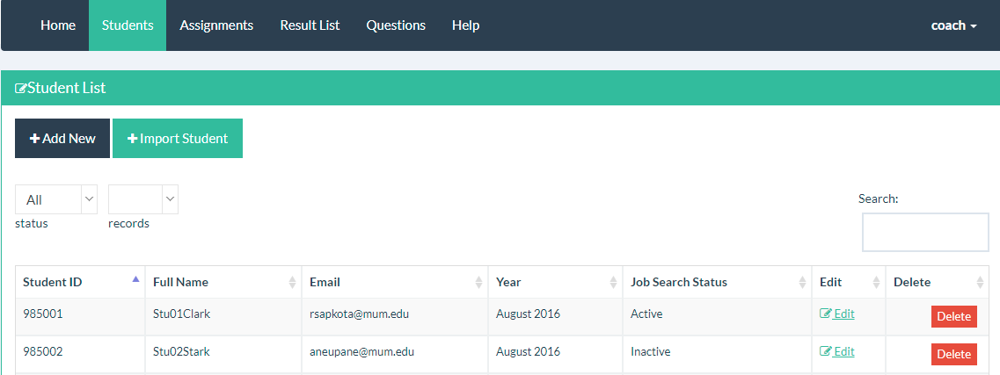 Home Students Assignments Result List Questions Help coach
Student List
Add New Import Student
All
status records
Search:
Student ID Full Name Email Year Job Search Status Edit Delete
985001 Stu01Clark rsapkota@mum.edu August 2016 Active Edit Delete
985002 Stu02Stark aneupane@mum.edu August 2016 Inactive Edit Delete